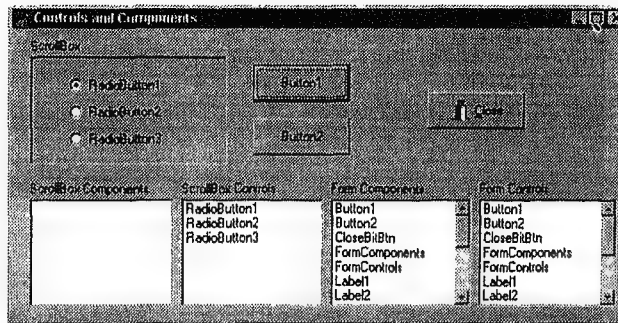 Controls and Components
ScrollBox
RadioButton1
RadioButton2
RadioButton3
Button1
Button2
Close
ScrollBox Components
ScrollBox Controls
RadioButton1
RadioButton2
RadioButton3
Form Components
Button1
Button2
CloseBitBtn
FormComponents
FormControls
Label1
Label2
Form Controls
Button1
Button2
CloseBitBtn
FormComponents
FormControls
Label1
Label2